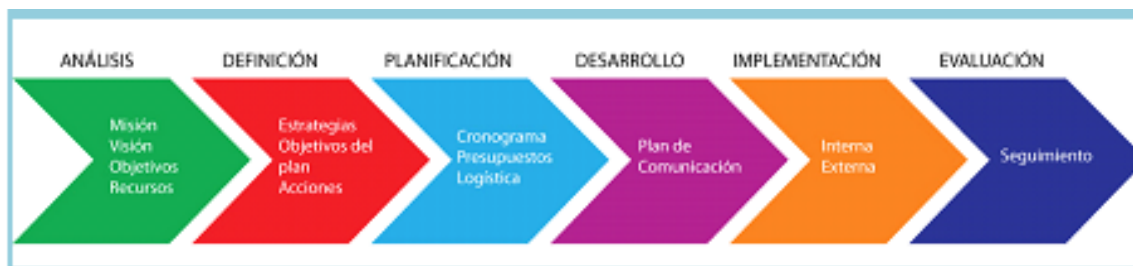 ANÁLISIS
DEFINICIÓN
PLANIFICACIÓN
DESARROLLO
IMPLEMENTACIÓN
EVALUACIÓN
Misión
Visión
Objetivos
Recursos
Estrategias
Objetivos del
plan
Acciones
Cronograma
Presupuestos
Logística
Plan de
Comunicación
Interna
Externa
Seguimiento